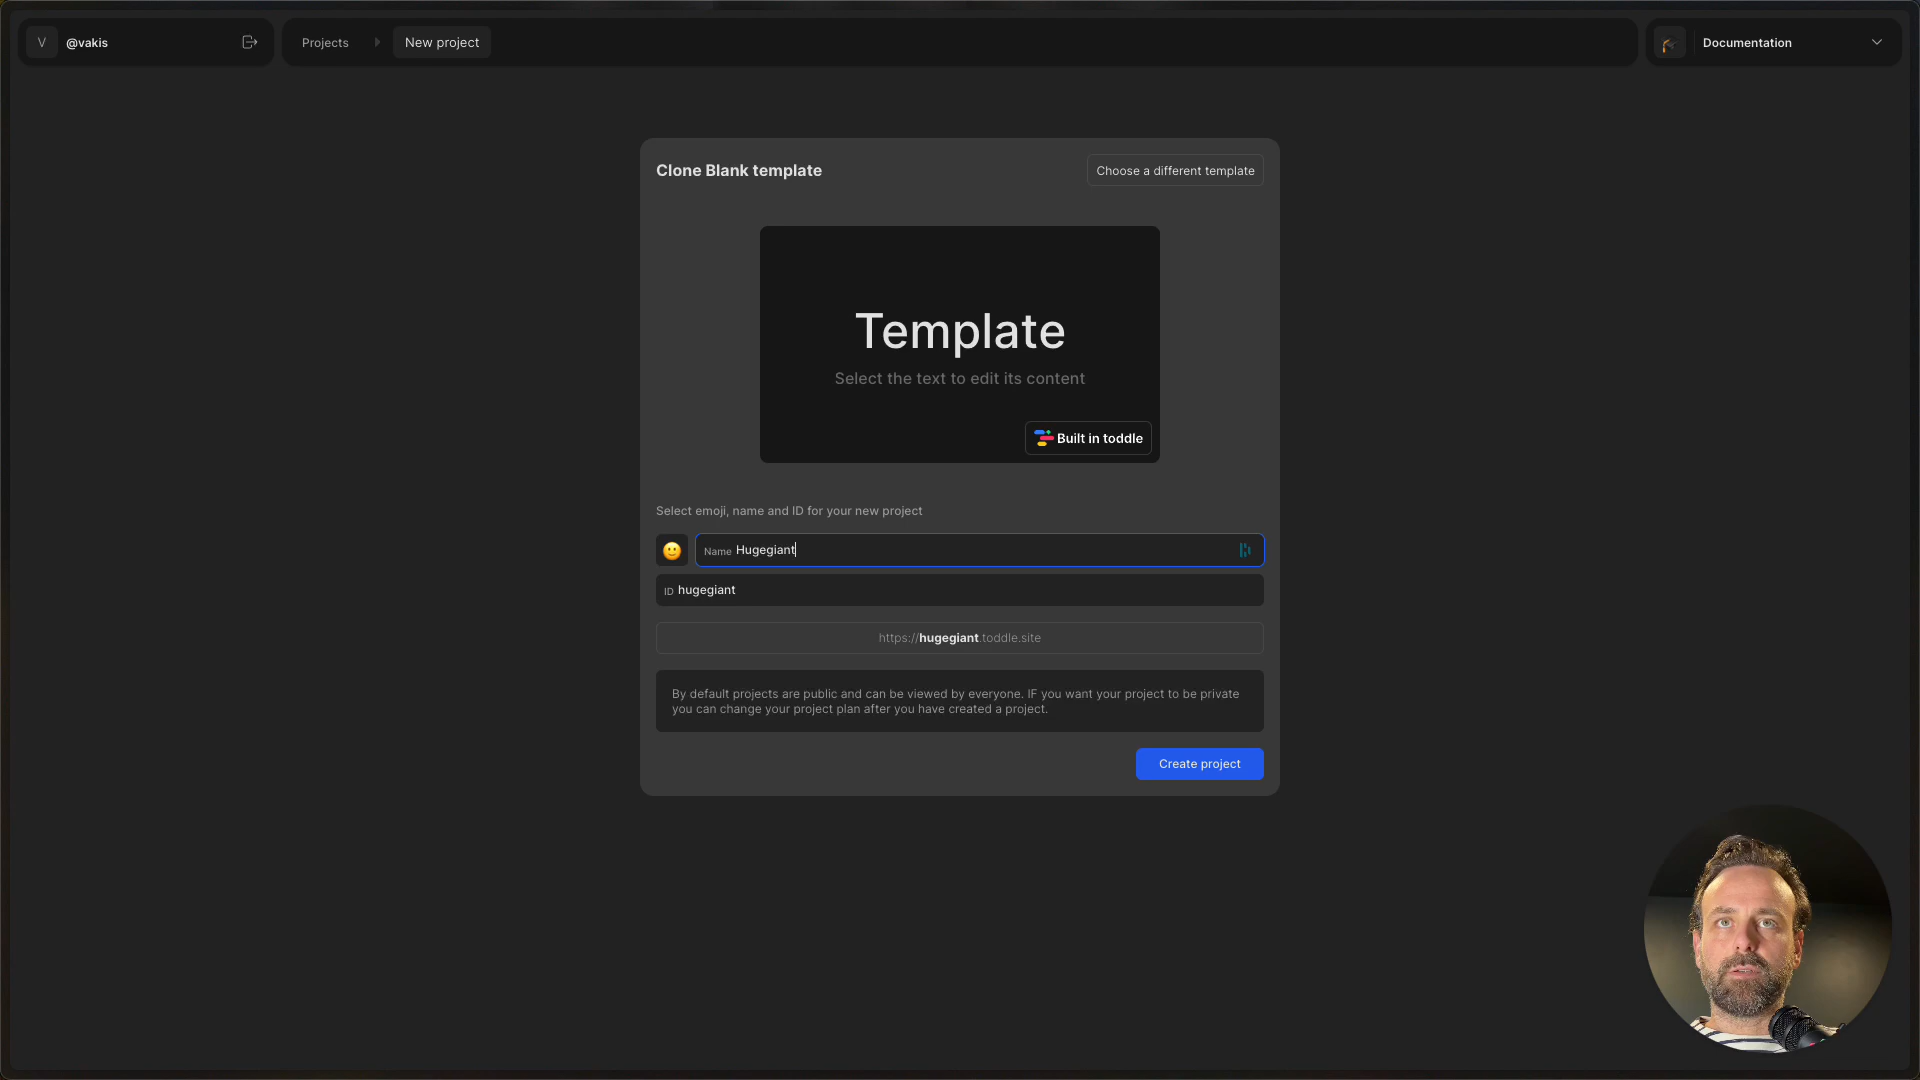 V @vakis
Projects
New project
Documentation
Clone Blank template
Choose a different template
Template
Select the text to edit its content
Built in toddle
Select emoji, name and ID for your new project
Name Hugegiant
ID hugegiant
https://hugegiant.toddle.site
By default projects are public and can be viewed by everyone. IF you want your project to be private
you can change your project plan after you have created a project.
Create project